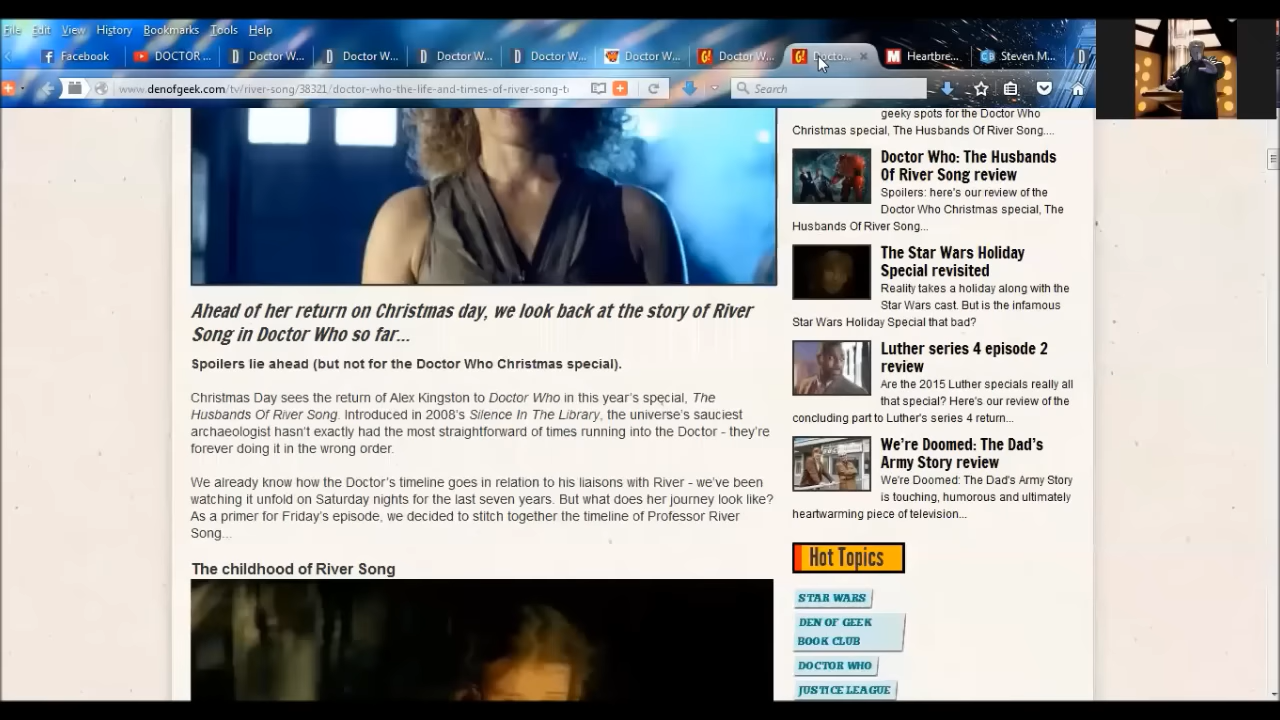 File Edit View History Bookmarks Tools Help
Facebook DOCTOR ... Doctor W... Doctor W... Doctor W... Doctor W... Doctor W... Doctor W... Docto... Heartbre... Steven M...
www.denofgeek.com/tv/river-song/38321/doctor-who-the-life-and-times-of-river-song-t
Search
geeky spots for the Doctor Who
Christmas special, The Husbands Of River Song....
Doctor Who: The Husbands
Of River Song review
Spoilers: here's our review of the
Doctor Who Christmas special, The
Husbands Of River Song...
The Star Wars Holiday
Special revisited
Reality takes a holiday along with the
Star Wars cast. But is the infamous
Star Wars Holiday Special that bad?
Luther series 4 episode 2
review
Are the 2015 Luther specials really all
that special? Here's our review of the
concluding part to Luther's series 4 return...
We're Doomed: The Dad's
Army Story review
We're Doomed: The Dad's Army Story
is touching, humorous and ultimately
heartwarming piece of television...
Hot Topics
STAR WARS
DEN OF GEEK
BOOK CLUB
DOCTOR WHO
JUSTICE LEAGUE
Ahead of her return on Christmas day, we look back at the story of River
Song in Doctor Who so far...
Spoilers lie ahead (but not for the Doctor Who Christmas special).
Christmas Day sees the return of Alex Kingston to Doctor Who in this year's special, The
Husbands Of River Song. Introduced in 2008's Silence In The Library, the universe's sauciest
archaeologist hasn't exactly had the most straightforward of times running into the Doctor - they're
forever doing it in the wrong order.
We already know how the Doctor's timeline goes in relation to his liaisons with River - we've been
watching it unfold on Saturday nights for the last seven years. But what does her journey look like?
As a primer for Friday's episode, we decided to stitch together the timeline of Professor River
Song...
The childhood of River Song